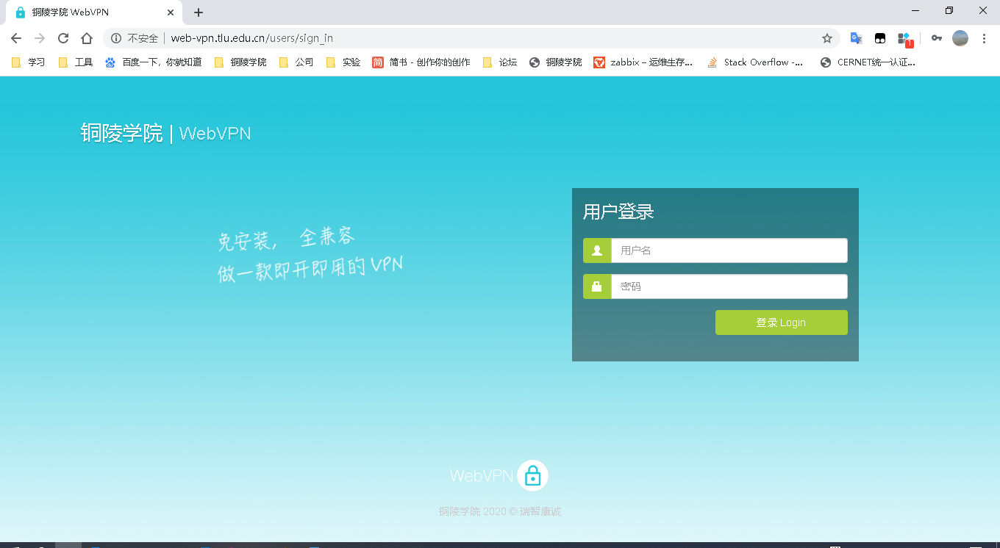 铜陵学院 WebVPN
不安全 web-vpn.tlu.edu.cn/users/sign_in
1
学习 工具 百度一下，你就知道 铜陵学院 公司 实验 简 简书 - 创作你的创作 论坛 铜陵学院 zabbix – 运维生存... Stack Overflow -... CERNET统一认证...
铜陵学院 | WebVPN
用户登录
免安装， 全兼容
用户名
做一款即开即用的 VPN
密码
登录 Login
WebVPN
铜陵学院 2020 © 瑞智康诚